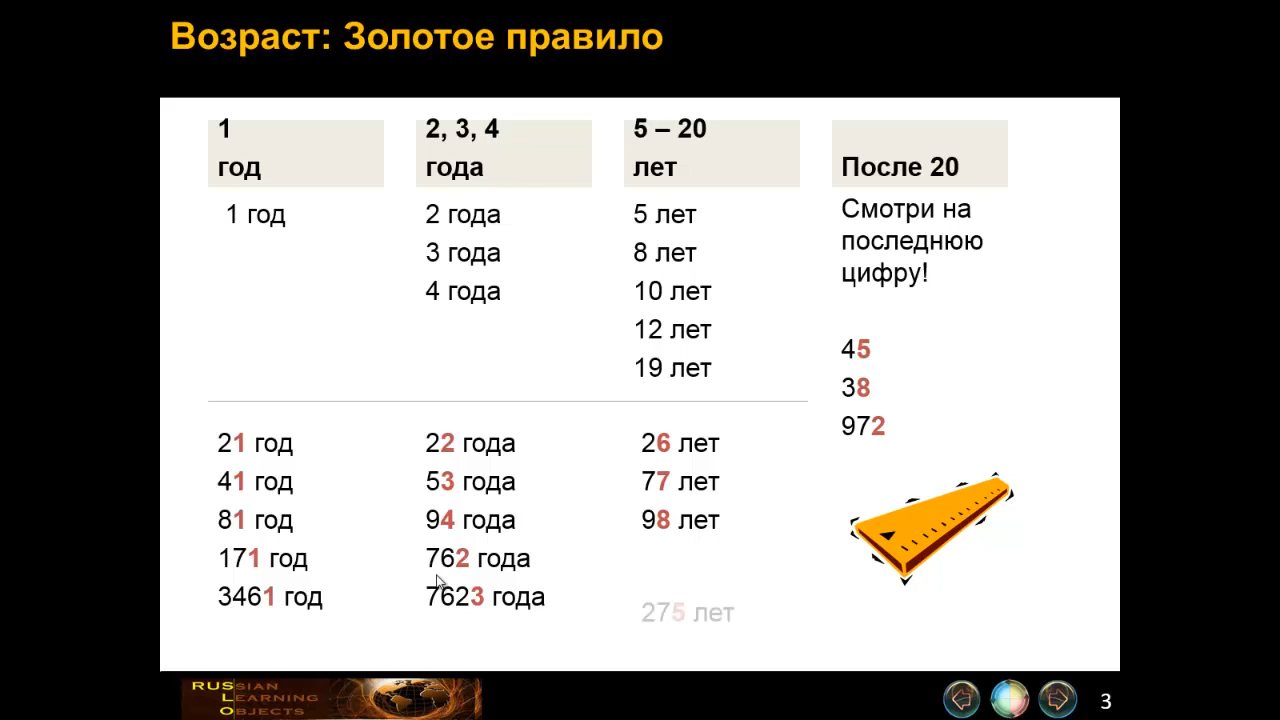 Возраст: Золотое правило
1
год
1 год
2, 3, 4
года
2 года
3 года
4 года
5 – 20
лет
5 лет
8 лет
10 лет
12 лет
19 лет
После 20
Смотри на
последнюю
цифру!
45
38
972
21 год
41 год
81 год
171 год
3461 год
22 года
53 года
94 года
762 года
7623 года
26 лет
77 лет
98 лет
275 лет
RUSSIAN
LEARNING
OBJECTS
3